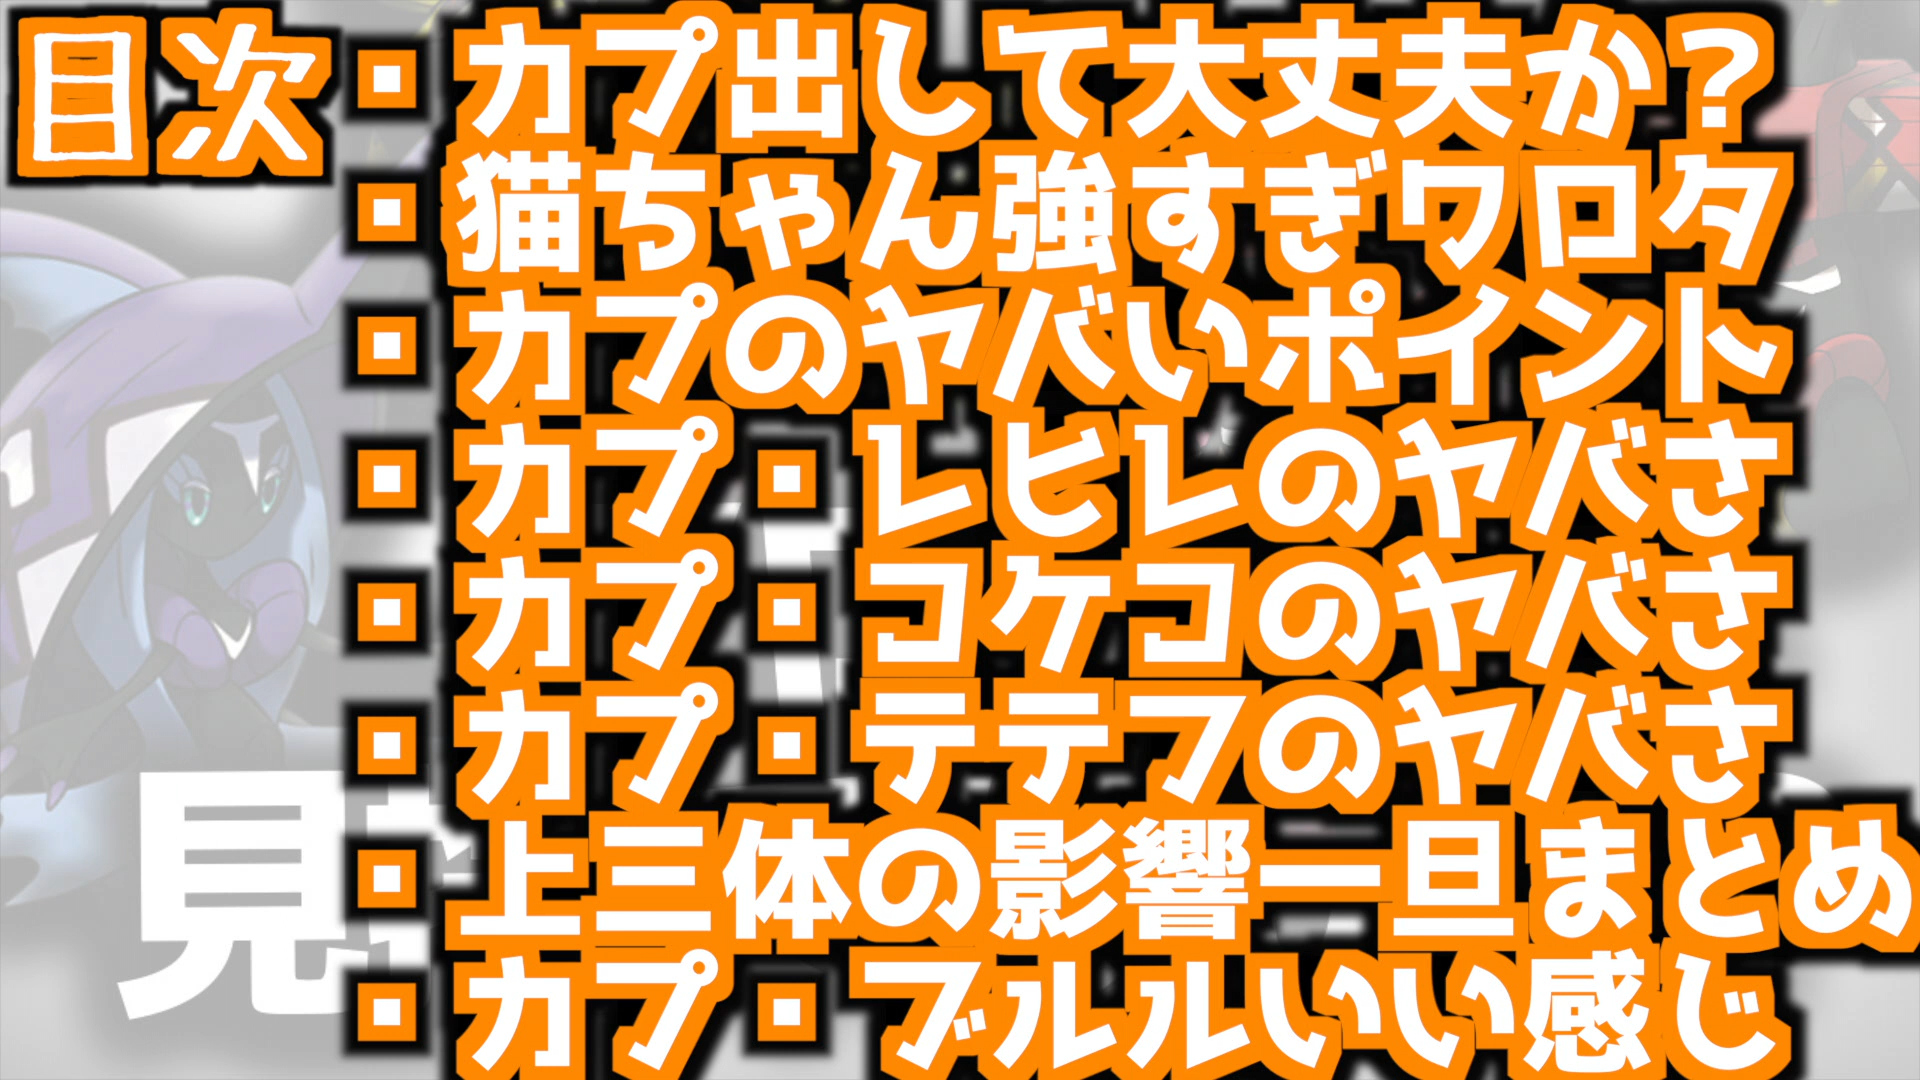 目次
・カプ出して大丈夫か？
・猫ちゃん強すぎワロタ
・カプのヤバいポイント
・カプ・レヒレのヤバさ
・カプ・コケコのヤバさ
・カプ・テテフのヤバさ
・上三体の影響一旦まとめ
・カプ・ブルルいい感じ
見